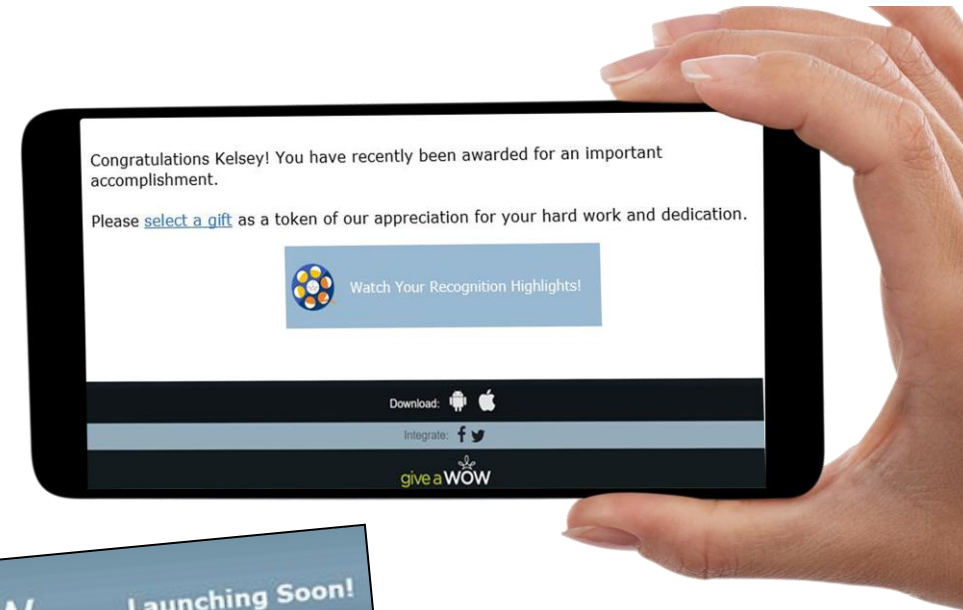 Congratulations Kelsey! You have recently been awarded for an important
accomplishment.
Please select a gift as a token of our appreciation for your hard work and dedication.
Watch Your Recognition Highlights!
Download:
Integrate:
give a WOW
Launching Soon!